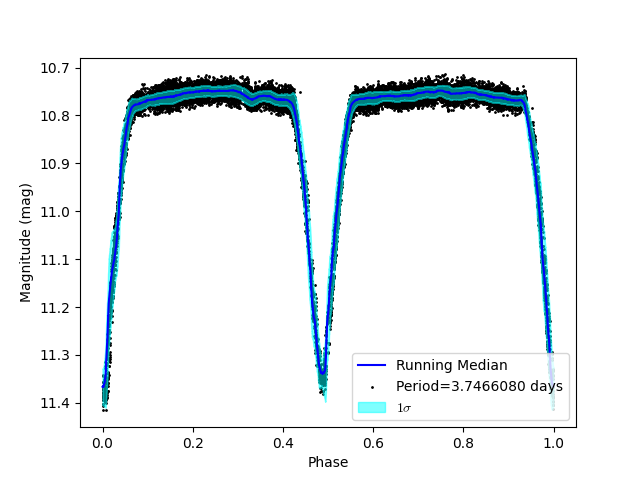 10.7
10.8
10.9
11.0
11.1
11.2
11.3
11.4
Magnitude (mag)
Running Median
Period=3.7466080 days
1σ
0.0 0.2 0.4 0.6 0.8 1.0
Phase